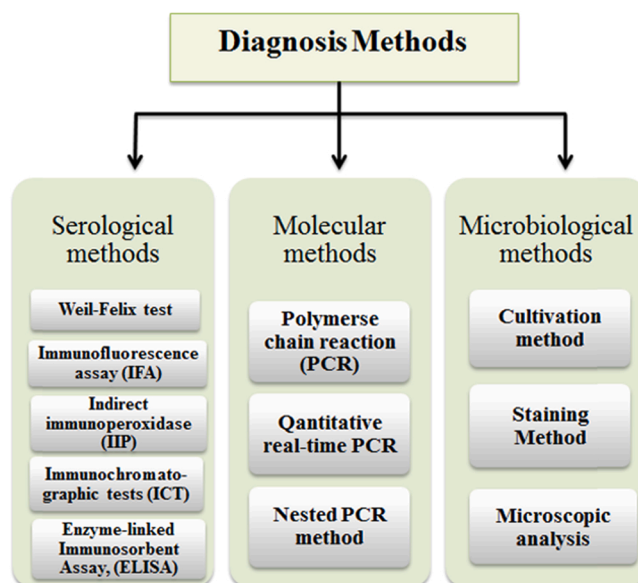 Diagnosis Methods
Serological
methods
Weil-Felix test
Immunofluorescence
assay (IFA)
Indirect
immunoperoxidase
(IIP)
Immunochromato-
graphic tests (ICT)
Enzyme-linked
Immunosorbent
Assay, (ELISA)
Molecular
methods
Polymerse
chain reaction
(PCR)
Qantitative
real-time PCR
Nested PCR
method
Microbiological
methods
Cultivation
method
Staining
Method
Microscopic
analysis